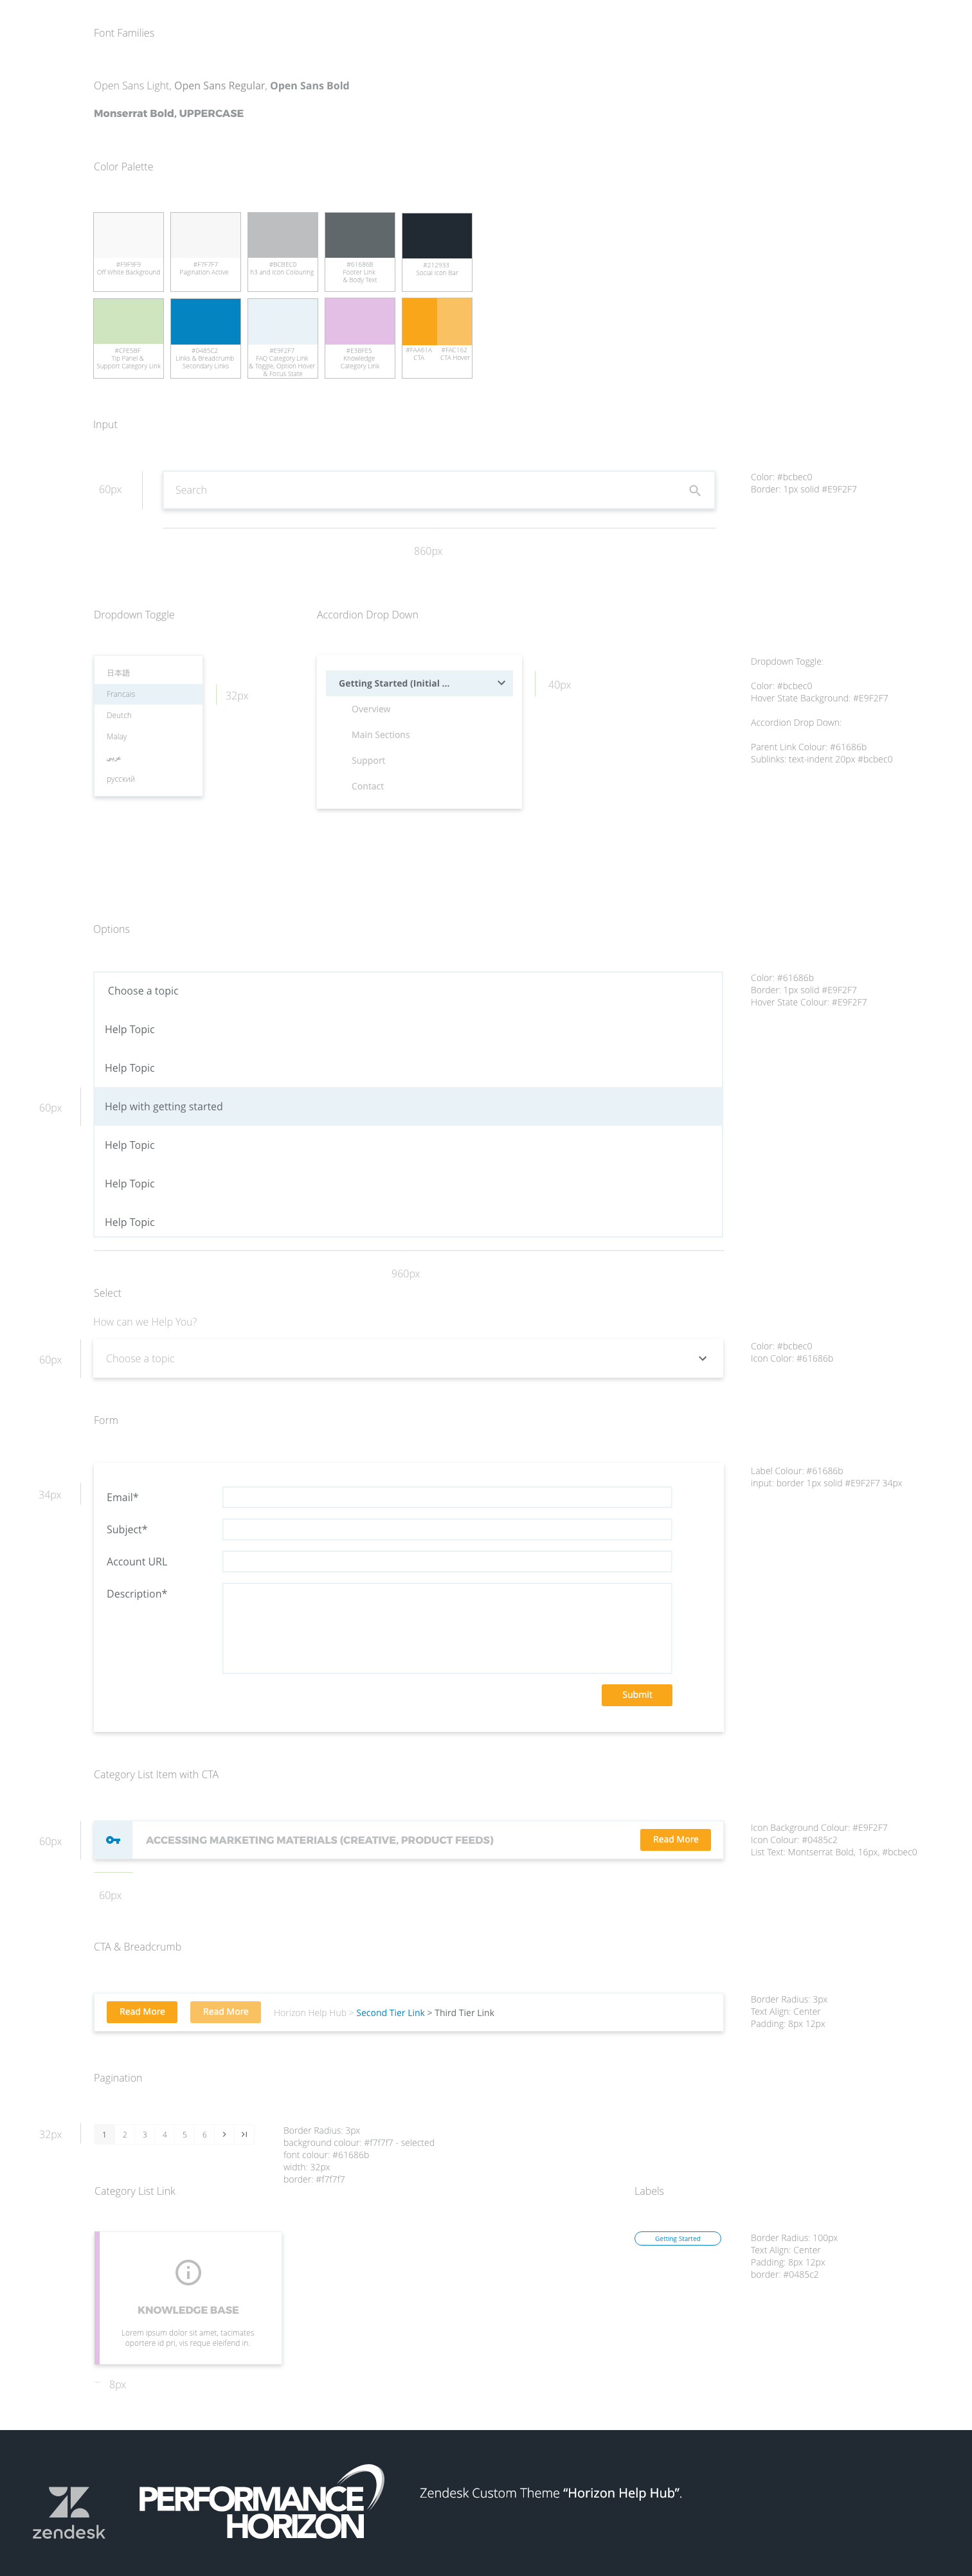 Font Families
Open Sans Light, Open Sans Regular, Open Sans Bold
Monserrat Bold, UPPERCASE
Color Palette
#F9F9F9
Off White Background
#F7F7F7
Pagination Active
#BCBEC0
h3 and Icon Colouring
#616868
Footer Link
& Body Text
#212933
Social Icon Bar
#CFE5BF
Tip Panel &
Support Category Link
#0485C2
Links & Breadcrumb
Secondary Links
#E9F2F7
FAQ Category Link
& Toggle, Option Hover
& Focus State
#E3BFE5
Knowledge
Category Link
#FAA61A
CTA
#FAC162
CTA Hover
Input
60px
Search
Color: #bcbec0
Border: 1px solid #E9F2F7
860px
Dropdown Toggle
Accordion Drop Down
日本語
Francais
Deutch
Malay
عربي
русский
32px
Getting Started (Initial ...
Overview
Main Sections
Support
Contact
40px
Dropdown Toggle:
Color: #bcbec0
Hover State Background: #E9F2F7
Accordion Drop Down:
Parent Link Colour: #61686b
Sublinks: text-indent 20px #bcbec0
Options
Choose a topic
Help Topic
Help Topic
Help with getting started
Help Topic
Help Topic
Help Topic
60px
Color: #61686b
Border: 1px solid #E9F2F7
Hover State Colour: #E9F2F7
960px
Select
How can we Help You?
60px
Choose a topic
Color: #bcbec0
Icon Color: #61686b
Form
34px
Email*
Subject*
Account URL
Description*
Submit
Label Colour: #61686b
input: border 1px solid #E9F2F7 34px
Category List Item with CTA
60px
ACCESSING MARKETING MATERIALS (CREATIVE, PRODUCT FEEDS)
Read More
Icon Background Colour: #E9F2F7
Icon Colour: #0485c2
List Text: Montserrat Bold, 16px, #bcbec0
60px
CTA & Breadcrumb
Read More
Read More
Horizon Help Hub > Second Tier Link > Third Tier Link
Border Radius: 3px
Text Align: Center
Padding: 8px 12px
Pagination
32px
1 2 3 4 5 6
Border Radius: 3px
background colour: #f7f7f7 - selected
font colour: #61686b
width: 32px
border: #f7f7f7
Category List Link
Labels
KNOWLEDGE BASE
Lorem ipsum dolor sit amet, tacimates
oportere id pri, vis reque eleifend in.
8px
Getting Started
Border Radius: 100px
Text Align: Center
Padding: 8px 12px
border: #0485c2
zendesk
PERFORMANCE
HORIZON
Zendesk Custom Theme “Horizon Help Hub”.